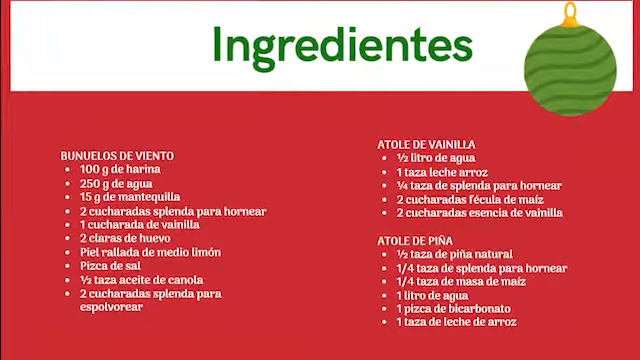 Ingredientes
BUNUELOS DE VIENTO
100 g de harina
250 g de agua
15 g de mantequilla
2 cucharadas splenda para hornear
1 cucharada de vainilla
2 claras de huevo
Piel rallada de medio limón
Pizca de sal
½ taza aceite de canola
2 cucharadas splenda para
espolvorear
ATOLE DE VAINILLA
½ litro de agua
1 taza leche arroz
¼ taza de splenda para hornear
2 cucharadas fécula de maíz
2 cucharadas esencia de vainilla
ATOLE DE PIÑA
½ taza de piña natural
1/4 taza de splenda para hornear
1/4 taza de masa de maíz
1 litro de agua
1 pizca de bicarbonato
1 taza de leche de arroz